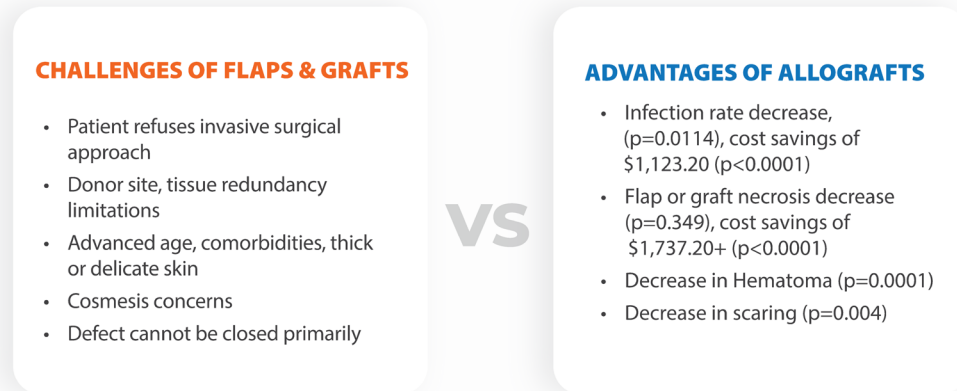 CHALLENGES OF FLAPS & GRAFTS
• Patient refuses invasive surgical
approach
• Donor site, tissue redundancy
limitations
• Advanced age, comorbidities, thick
or delicate skin
• Cosmesis concerns
• Defect cannot be closed primarily
VS
ADVANTAGES OF ALLOGRAFTS
• Infection rate decrease,
(p=0.0114), cost savings of
$1,123.20 (p<0.0001)
• Flap or graft necrosis decrease
(p=0.349), cost savings of
$1,737.20+ (p<0.0001)
• Decrease in Hematoma (p=0.0001)
• Decrease in scaring (p=0.004)